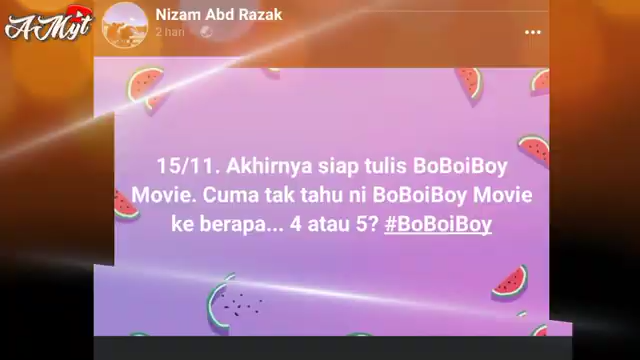 A-Myt
Nizam Abd Razak
2 hari
15/11. Akhirnya siap tulis BoBoiBoy
Movie. Cuma tak tahu ni BoBoiBoy Movie
ke berapa... 4 atau 5? #BoBoiBoy